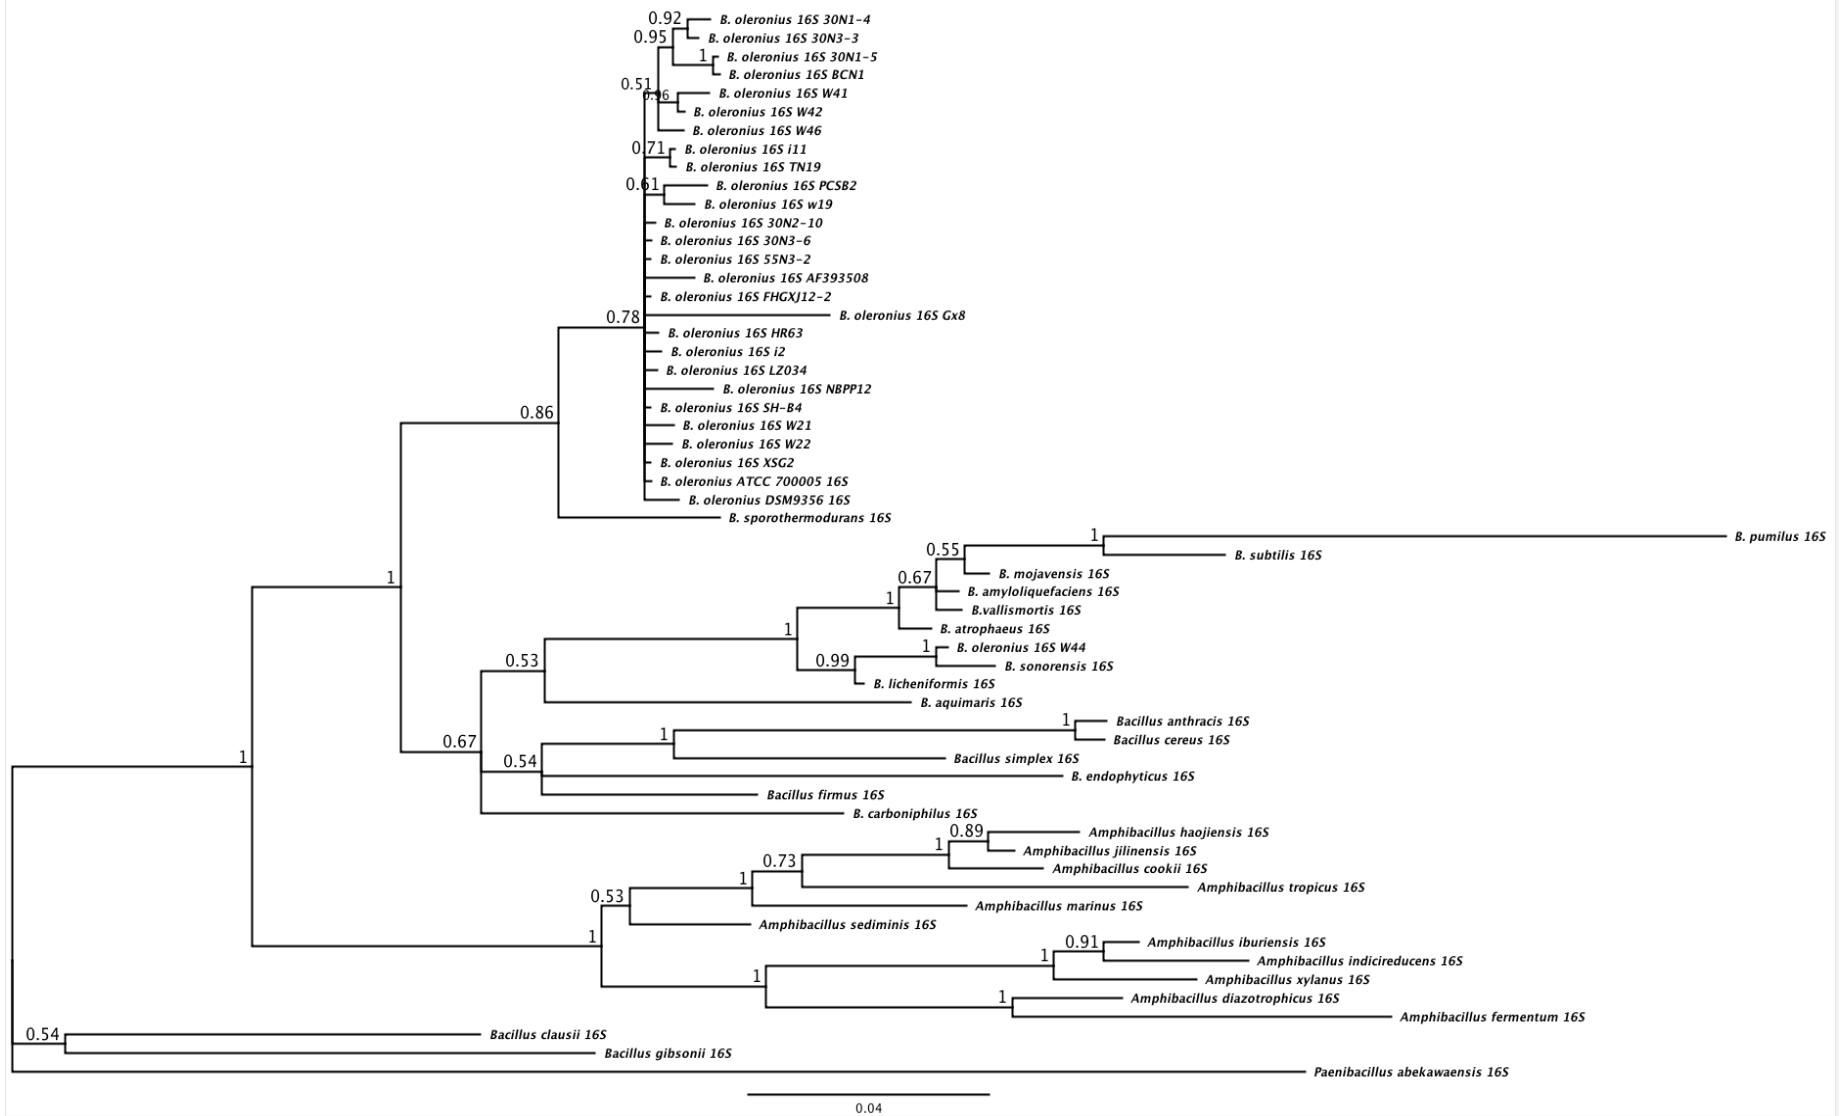 0.92
B. oleronius 16S 30N1-4
0.95
B. oleronius 16S 30N3-3
1
B. oleronius 16S 30N1-5
B. oleronius 16S BCN1
0.51
0.96
B. oleronius 16S W41
B. oleronius 16S W42
B. oleronius 16S W46
0.71
B. oleronius 16S i11
B. oleronius 16S TN19
0.61
B. oleronius 16S PCSB2
B. oleronius 16S w19
B. oleronius 16S 30N2-10
B. oleronius 16S 30N3-6
B. oleronius 16S 55N3-2
B. oleronius 16S AF393508
B. oleronius 16S FHGXJ12-2
0.78
B. oleronius 16S Gx8
B. oleronius 16S HR63
B. oleronius 16S i2
B. oleronius 16S LZ034
B. oleronius 16S NBPP12
0.86
B. oleronius 16S SH-B4
B. oleronius 16S W21
B. oleronius 16S W22
B. oleronius 16S XSG2
B. oleronius ATCC 700005 16S
B. oleronius DSM9356 16S
B. sporothermodurans 16S
1
B. pumilus 16S
0.55
B. subtilis 16S
1
0.67
B. mojavensis 16S
B. amyloliquefaciens 16S
1
B.vallismortis 16S
1
B. atrophaeus 16S
1
B. oleronius 16S W44
0.53
0.99
B. sonorensis 16S
B. licheniformis 16S
B. aquimaris 16S
1
Bacillus anthracis 16S
0.67
1
Bacillus cereus 16S
1
0.54
Bacillus simplex 16S
B. endophyticus 16S
Bacillus firmus 16S
B. carboniphilus 16S
0.89
Amphibacillus haojiensis 16S
1
Amphibacillus jilinensis 16S
0.73
Amphibacillus cookii 16S
1
Amphibacillus tropicus 16S
0.53
Amphibacillus marinus 16S
Amphibacillus sediminis 16S
1
0.91
Amphibacillus iburiensis 16S
1
Amphibacillus indicireducens 16S
1
Amphibacillus xylanus 16S
1
Amphibacillus diazotrophicus 16S
Amphibacillus fermentum 16S
0.54
Bacillus clausii 16S
Bacillus gibsonii 16S
Paenibacillus abekawaensis 16S
0.04